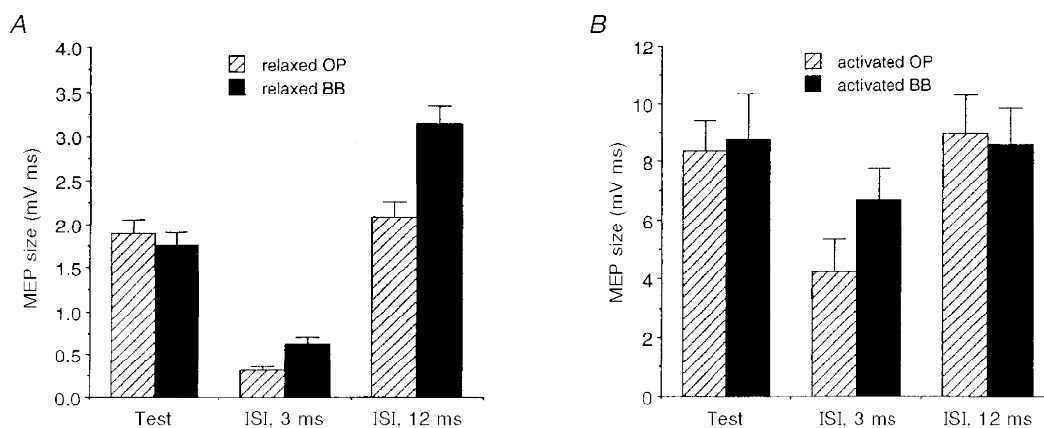 A
MEP size (mV ms)
4.0
3.5
3.0
2.5
2.0
1.5
1.0
0.5
0.0
relaxed OP
relaxed BB
Test
ISI, 3 ms
ISI, 12 ms
B
MEP size (mV ms)
12
10
8
6
4
2
0
activated OP
activated BB
Test
ISI, 3 ms
ISI, 12 ms